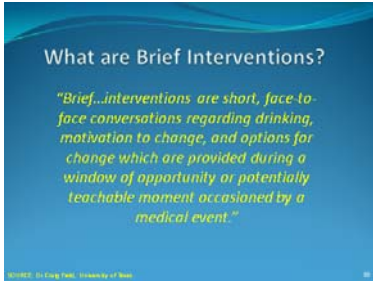 What are Brief Interventions?
"Brief...interventions are short, face-to-
face conversations regarding drinking,
motivation to change, and options for
change which are provided during a
window of opportunity or potentially
teachable moment occasioned by a
medical event."
SOURCE: Dr. Craig Field, University of Texas